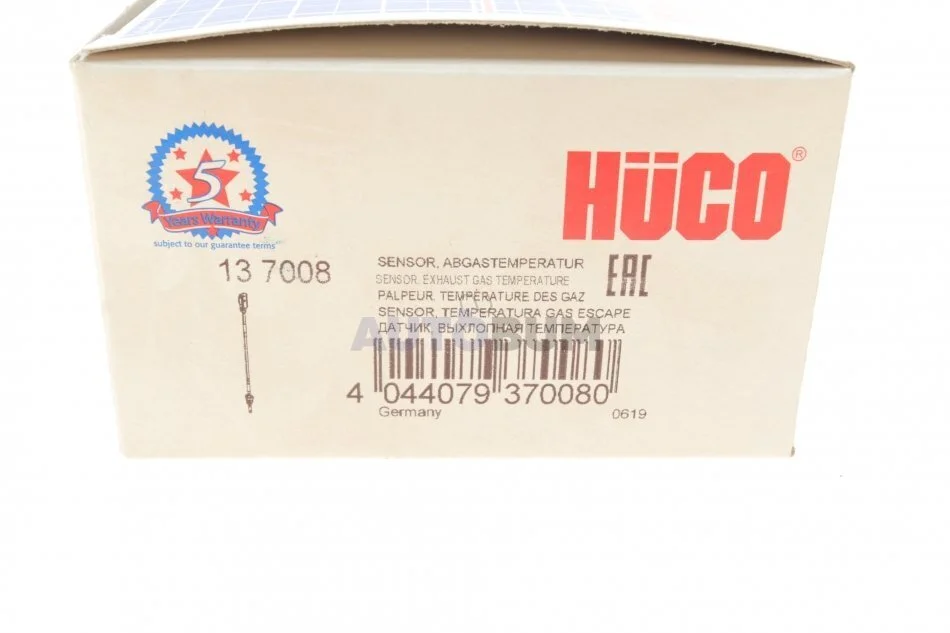 5
Years Warranty
subject to our guarantee terms
HÜCO®
13 7008
SENSOR, ABGASTEMPERATUR
SENSOR, EXHAUST GAS TEMPERATURE
PALPEUR, TEMPÉRATURE DES GAZ
SENSOR, TEMPERATURA GAS ESCAPE
ДАТЧИК, ВЫХЛОПНАЯ ТЕМПЕРАТУРА
EAC
AUTOBUM
4 044079 370080
Germany
0619